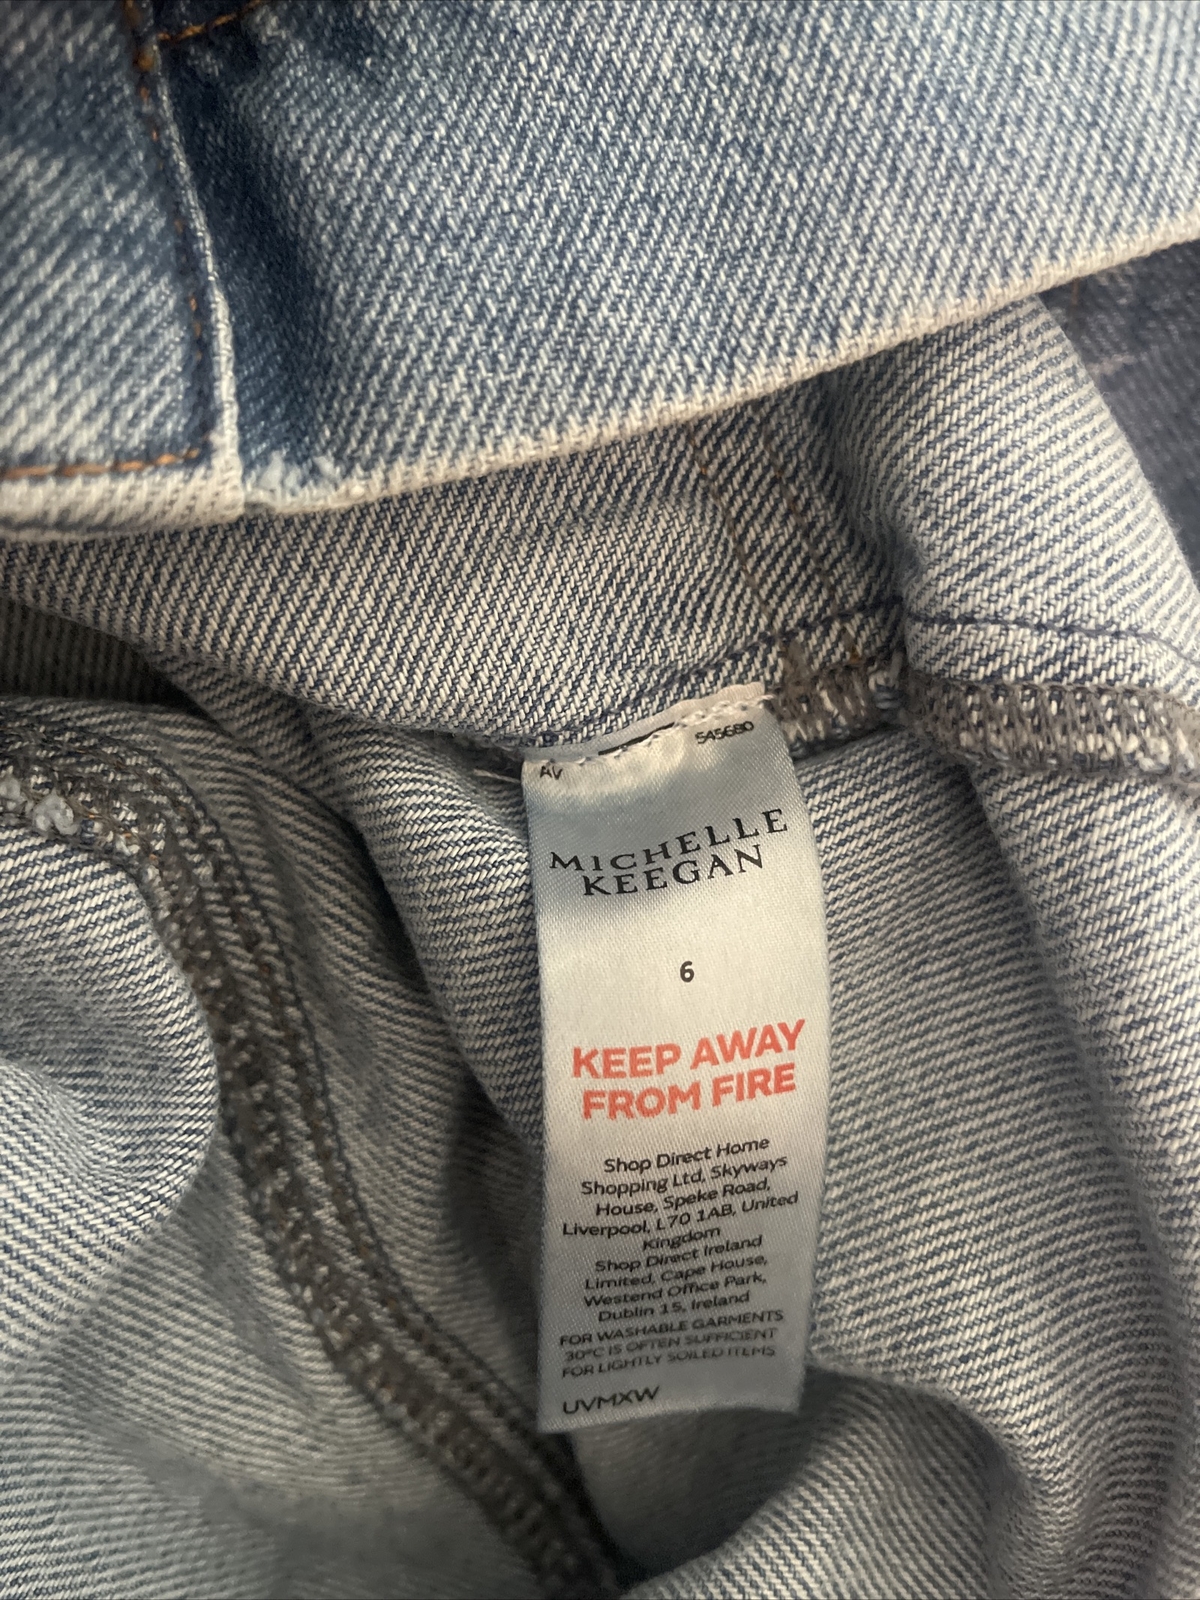 AV 545680
MICHELLE
KEEGAN
6
KEEP AWAY
FROM FIRE
Shop Direct Home
Shopping Ltd, Skyways
House, Speke Road,
Liverpool, L70 1AB, United
Kingdom
Shop Direct Ireland
Limited, Cape House,
Westend Office Park,
Dublin 15, Ireland
FOR WASHABLE GARMENTS
30°C IS OFTEN SUFFICIENT
FOR LIGHTLY SOILED ITEMS
UVMXW